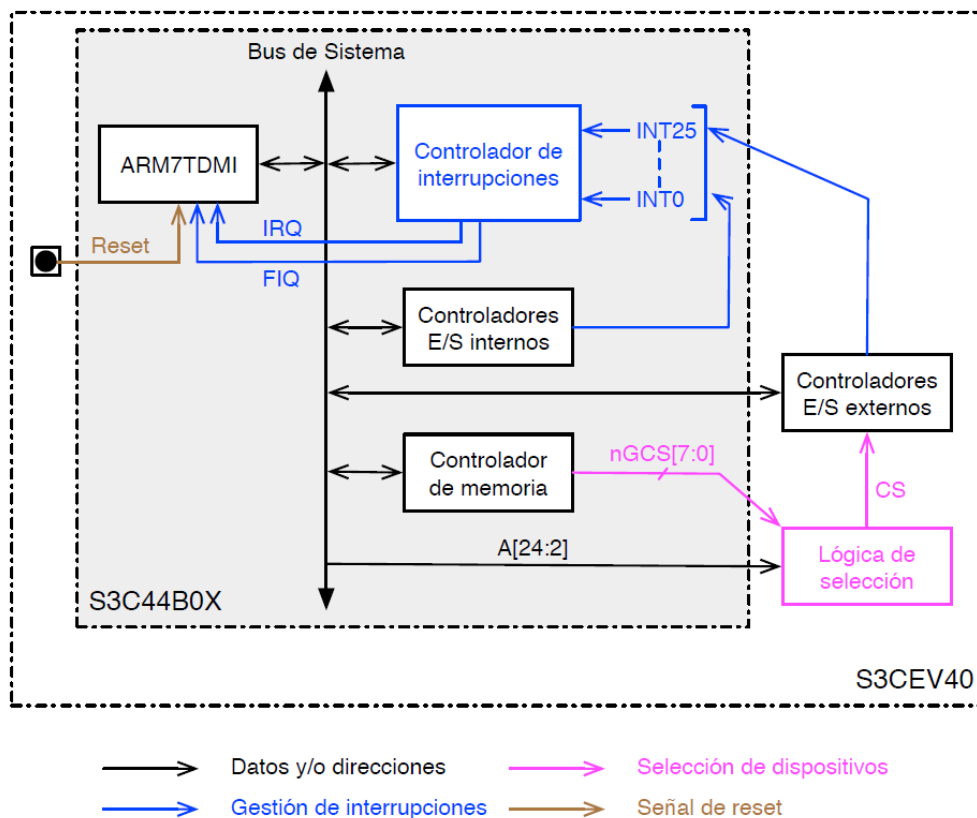 Bus de Sistema
ARM7TDMI
Controlador de
interrupciones
INT25
INT0
IRQ
FIQ
Reset
Controladores
E/S internos
Controladores
E/S externos
Controlador
de memoria
nGCS[7:0]
CS
A[24:2]
Lógica de
selección
S3C44B0X
S3CEV40
Datos y/o direcciones
Selección de dispositivos
Gestión de interrupciones
Señal de reset